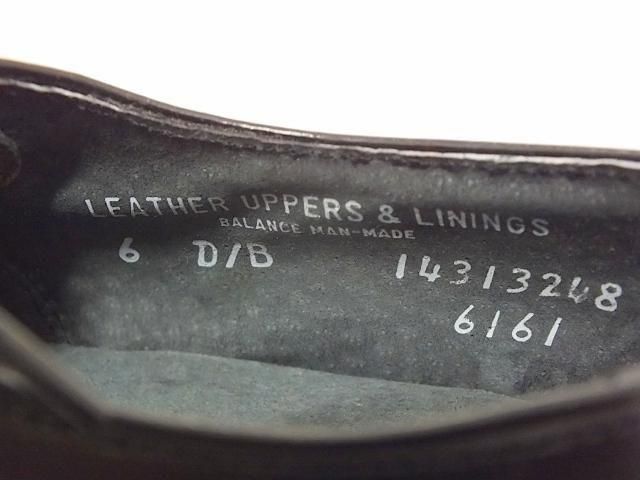 LEATHER UPPERS & LININGS
BALANCE MAN-MADE
6 D/B 14313248
6161